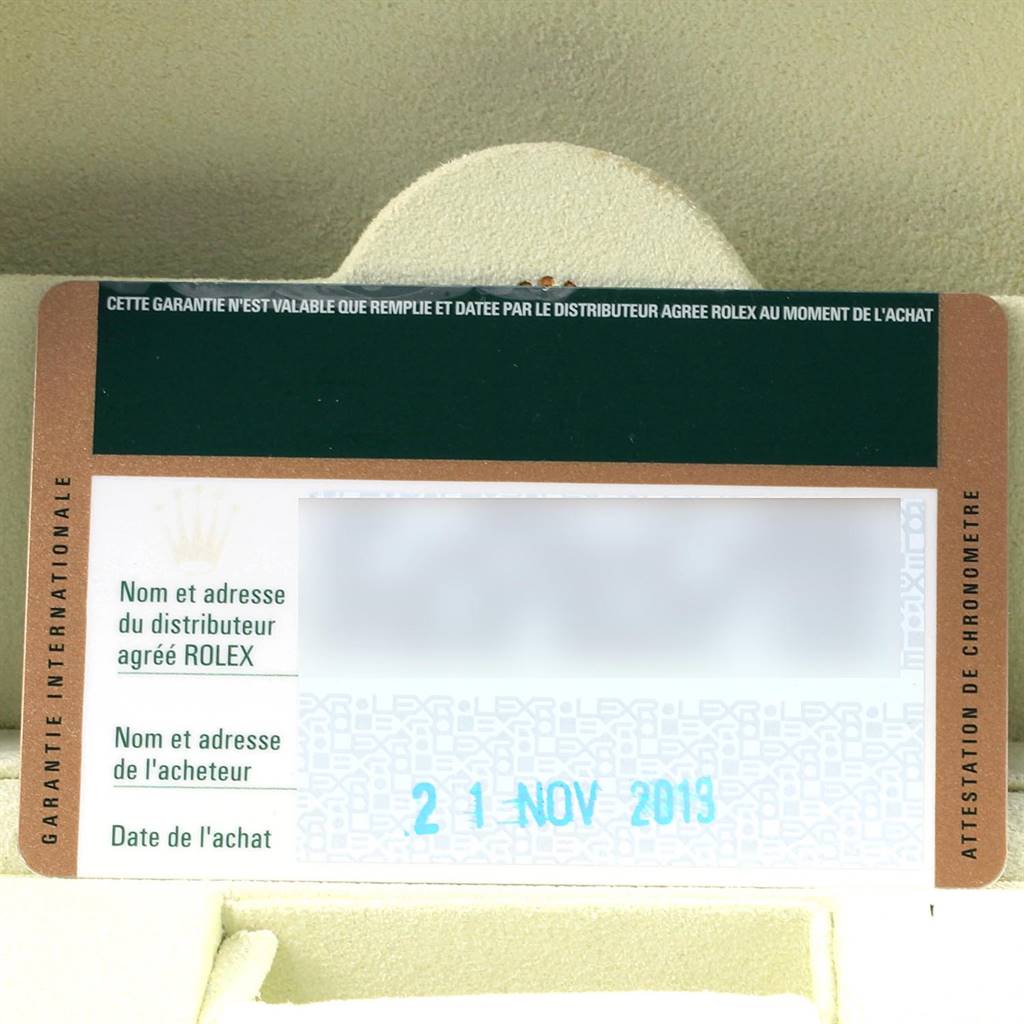 CETTE GARANTIE N'EST VALABLE QUE REMPLIE ET DATEE PAR LE DISTRIBUTEUR AGREE ROLEX AU MOMENT DE L'ACHAT
GARANTIE INTERNATIONALE
Nom et adresse
du distributeur
agréé ROLEX
Nom et adresse
de l'acheteur
Date de l'achat
21 NOV 2013
ATTESTATION DE CHRONOMETRE